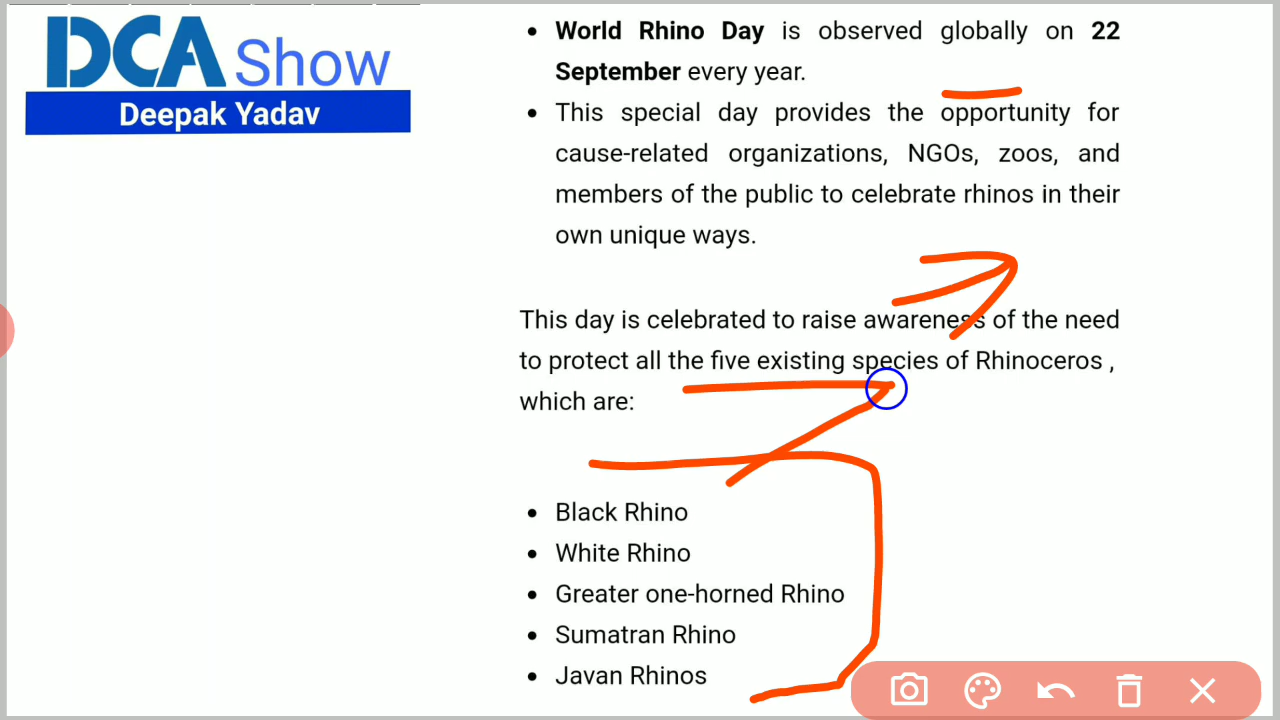 DCA Show
Deepak Yadav
• World Rhino Day is observed globally on 22
September every year.
• This special day provides the opportunity for
cause-related organizations, NGOs, zoos, and
members of the public to celebrate rhinos in their
own unique ways.
This day is celebrated to raise awareness of the need
to protect all the five existing species of Rhinoceros ,
which are:
• Black Rhino
• White Rhino
• Greater one-horned Rhino
• Sumatran Rhino
• Javan Rhinos